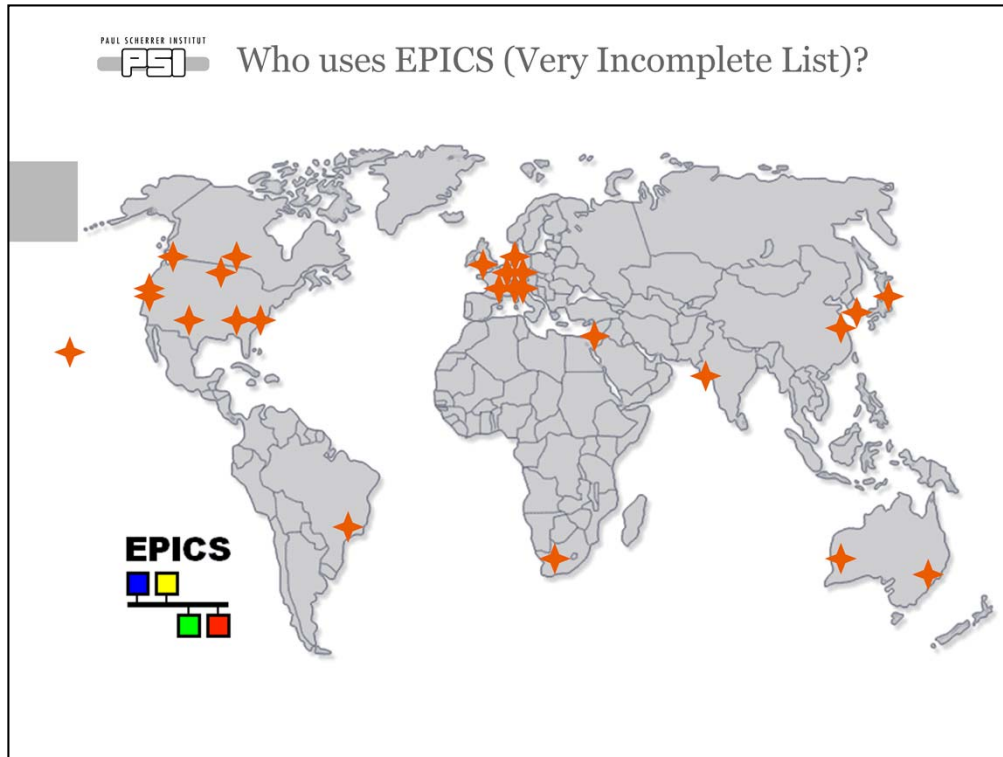 PAUL SCHERRER INSTITUT
PSI
Who uses EPICS (Very Incomplete List)?
EPICS